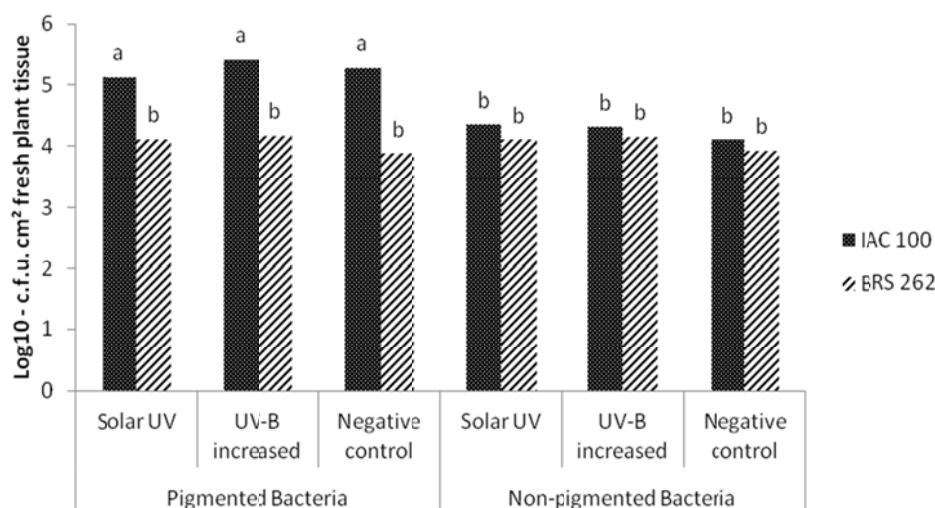 Log10 - c.f.u. cm² fresh plant tissue
6
5
4
3
2
1
0
a
b
a
b
a
b
b
b
b
b
b
b
Solar UV
UV-B
increased
Negative
control
Solar UV
UV-B
increased
Negative
control
Pigmented Bacteria
Non-pigmented Bacteria
IAC 100
BRS 262